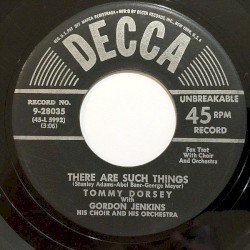 DECCA
RECORD NO.
9-28035
(45-L 5992)
(3:06)
UNBREAKABLE
45 RPM
RECORD
Fox Trot
With Choir
And Orchestra
THERE ARE SUCH THINGS
(Stanley Adams-Abel Baer-George Meyer)
TOMMY DORSEY
With
GORDON JENKINS
HIS CHOIR AND HIS ORCHESTRA